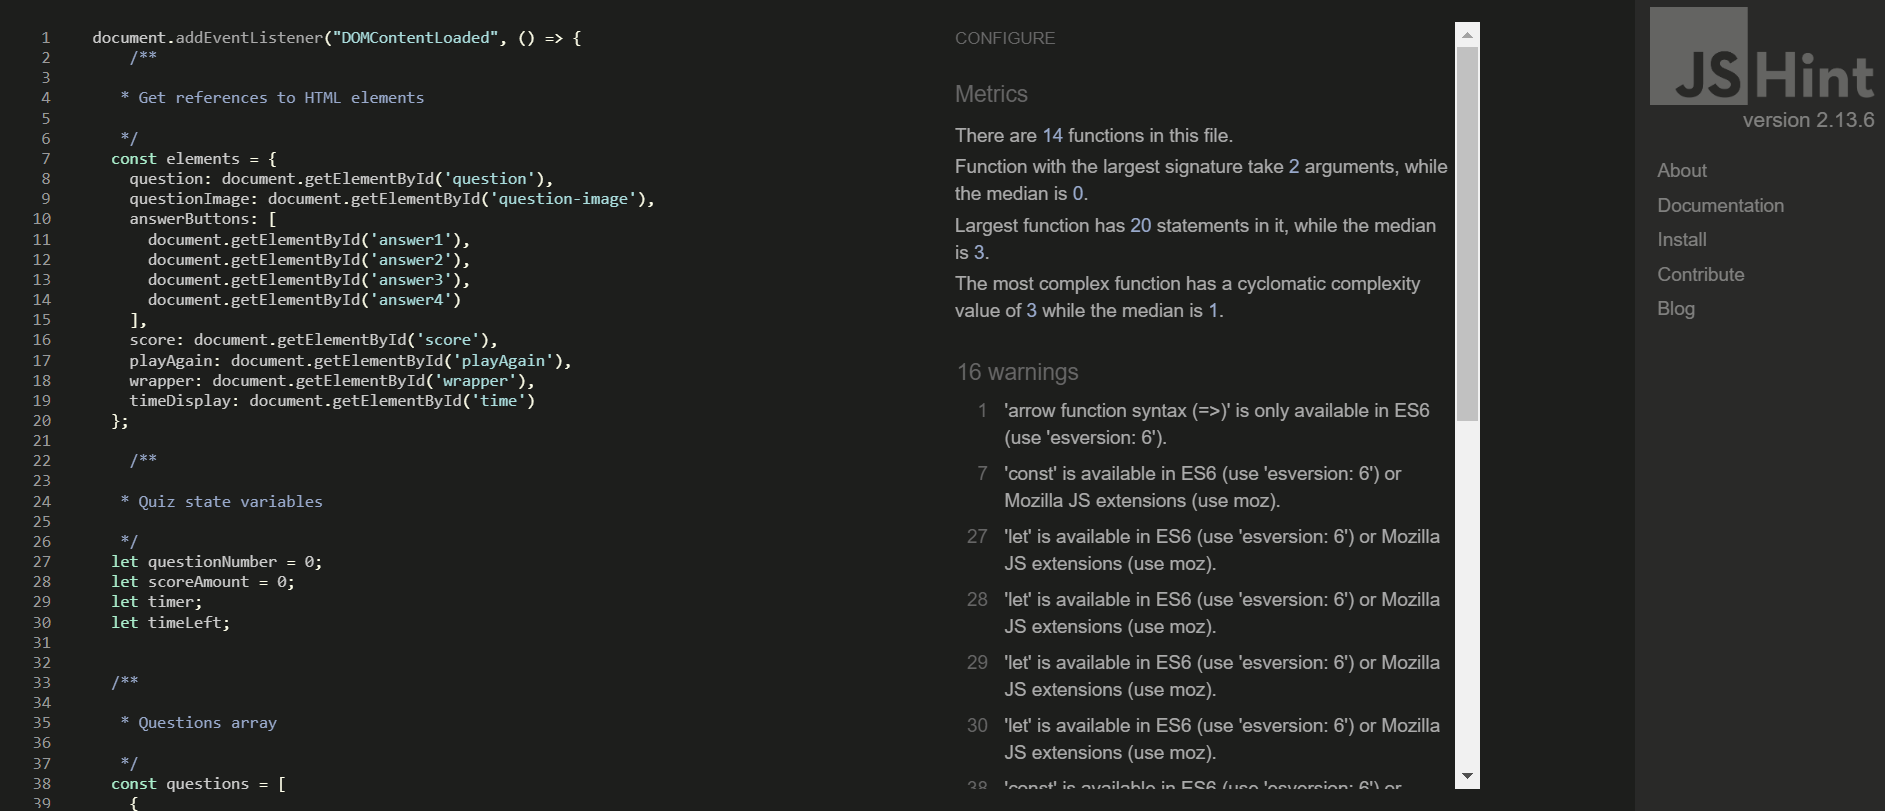 1 document.addEventListener("DOMContentLoaded", () => {
2 /**
3
4 * Get references to HTML elements
5
6 */
7 const elements = {
8 question: document.getElementById('question'),
9 questionImage: document.getElementById('question-image'),
10 answerButtons: [
11 document.getElementById('answer1'),
12 document.getElementById('answer2'),
13 document.getElementById('answer3'),
14 document.getElementById('answer4')
15 ],
16 score: document.getElementById('score'),
17 playAgain: document.getElementById('playAgain'),
18 wrapper: document.getElementById('wrapper'),
19 timeDisplay: document.getElementById('time')
20 };
21
22 /**
23
24 * Quiz state variables
25
26 */
27 let questionNumber = 0;
28 let scoreAmount = 0;
29 let timer;
30 let timeLeft;
31
32
33 /**
34
35 * Questions array
36
37 */
38 const questions = [
39 {
CONFIGURE
Metrics
There are 14 functions in this file.
Function with the largest signature take 2 arguments, while
the median is 0.
Largest function has 20 statements in it, while the median
is 3.
The most complex function has a cyclomatic complexity
value of 3 while the median is 1.
16 warnings
1 'arrow function syntax (=>)' is only available in ES6
(use 'esversion: 6').
7 'const' is available in ES6 (use 'esversion: 6') or
Mozilla JS extensions (use moz).
27 'let' is available in ES6 (use 'esversion: 6') or Mozilla
JS extensions (use moz).
28 'let' is available in ES6 (use 'esversion: 6') or Mozilla
JS extensions (use moz).
29 'let' is available in ES6 (use 'esversion: 6') or Mozilla
JS extensions (use moz).
30 'let' is available in ES6 (use 'esversion: 6') or Mozilla
JS extensions (use moz).
38 'const' is available in ES6 (use 'esversion: 6') or
JSHint
version 2.13.6
About
Documentation
Install
Contribute
Blog